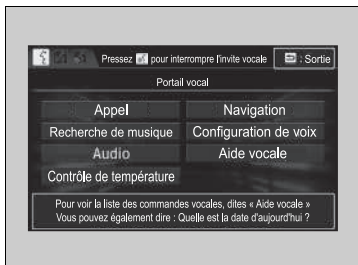 Pressez pour interrompre l'invite vocale : Sortie
Portail vocal
Appel Navigation
Recherche de musique Configuration de voix
Audio Aide vocale
Contrôle de température
Pour voir la liste des commandes vocales, dites « Aide vocale »
Vous pouvez également dire : Quelle est la date d'aujourd'hui ?